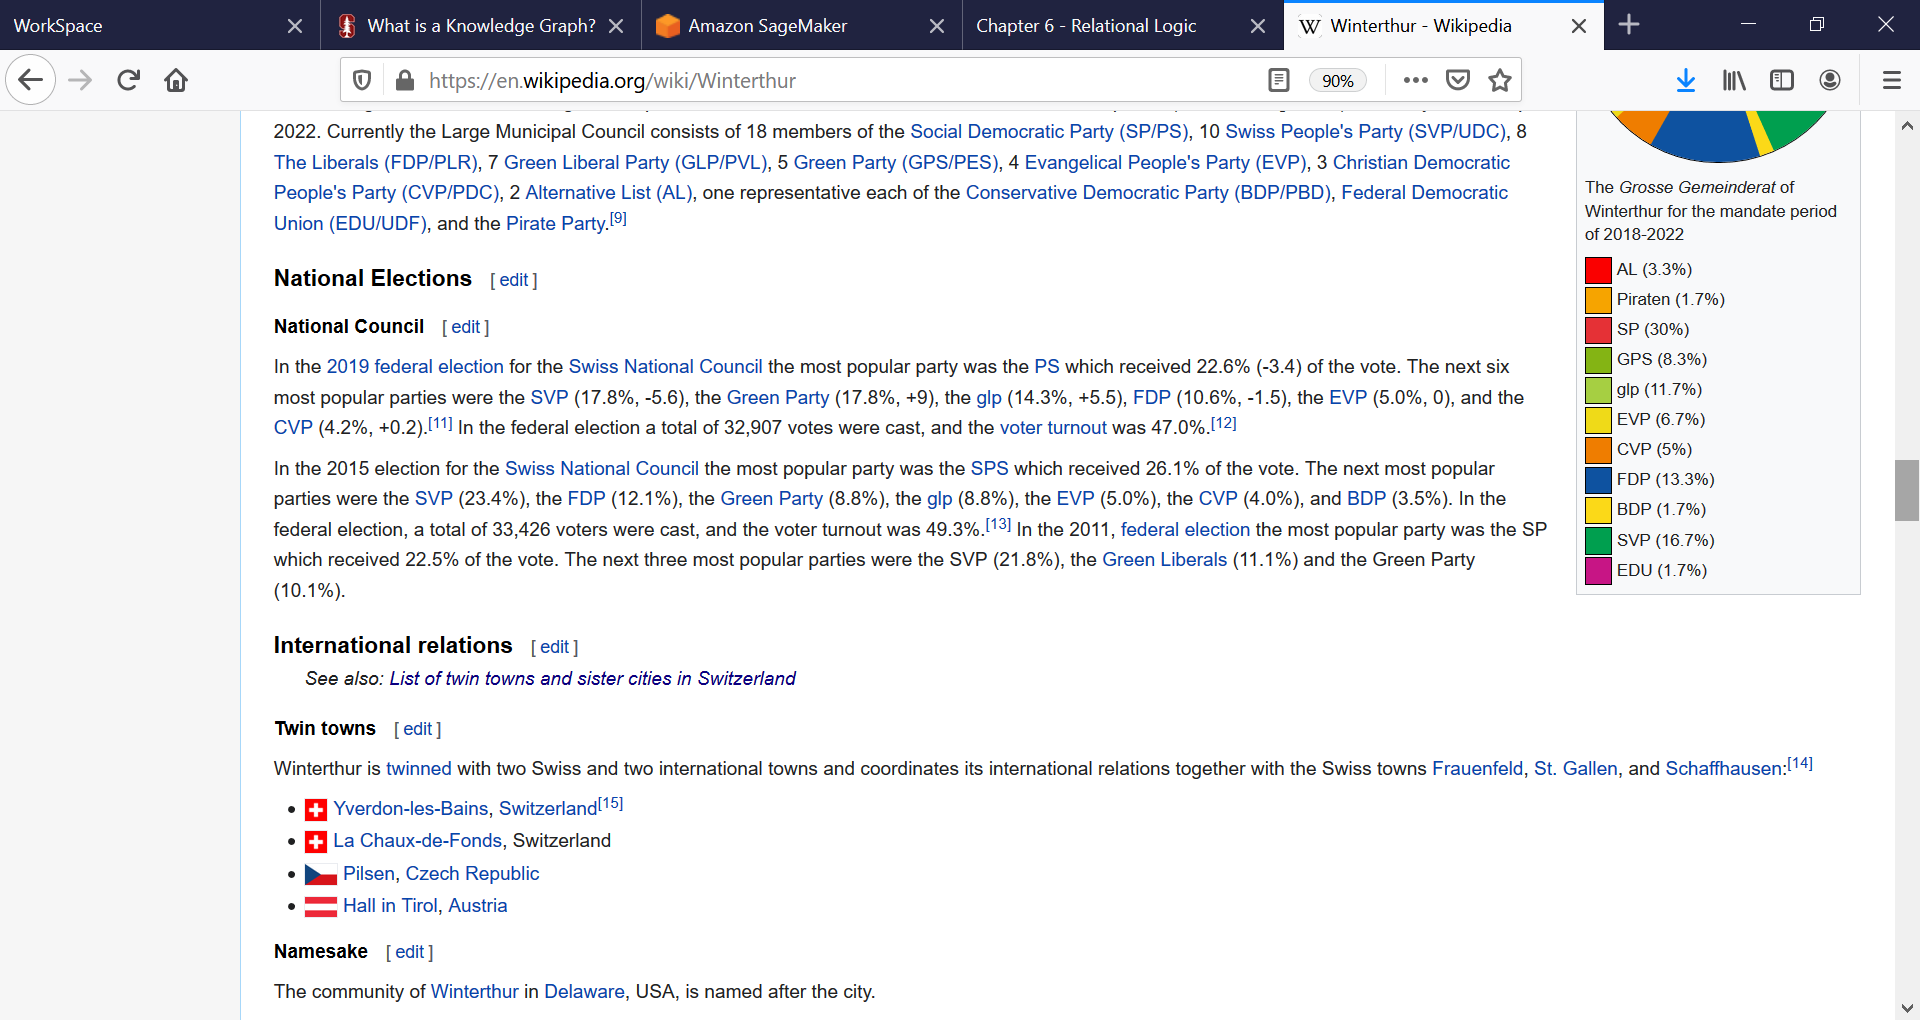 WorkSpace
What is a Knowledge Graph?
Amazon SageMaker
Chapter 6 - Relational Logic
W Winterthur - Wikipedia
https://en.wikipedia.org/wiki/Winterthur
90%
2022. Currently the Large Municipal Council consists of 18 members of the Social Democratic Party (SP/PS), 10 Swiss People's Party (SVP/UDC), 8
The Liberals (FDP/PLR), 7 Green Liberal Party (GLP/PVL), 5 Green Party (GPS/PES), 4 Evangelical People's Party (EVP), 3 Christian Democratic
People's Party (CVP/PDC), 2 Alternative List (AL), one representative each of the Conservative Democratic Party (BDP/PBD), Federal Democratic
Union (EDU/UDF), and the Pirate Party.[9]
National Elections [ edit ]
National Council [ edit ]
In the 2019 federal election for the Swiss National Council the most popular party was the PS which received 22.6% (-3.4) of the vote. The next six
most popular parties were the SVP (17.8%, -5.6), the Green Party (17.8%, +9), the glp (14.3%, +5.5), FDP (10.6%, -1.5), the EVP (5.0%, 0), and the
CVP (4.2%, +0.2).[11] In the federal election a total of 32,907 votes were cast, and the voter turnout was 47.0%.[12]
In the 2015 election for the Swiss National Council the most popular party was the SPS which received 26.1% of the vote. The next most popular
parties were the SVP (23.4%), the FDP (12.1%), the Green Party (8.8%), the glp (8.8%), the EVP (5.0%), the CVP (4.0%), and BDP (3.5%). In the
federal election, a total of 33,426 voters were cast, and the voter turnout was 49.3%.[13] In the 2011, federal election the most popular party was the SP
which received 22.5% of the vote. The next three most popular parties were the SVP (21.8%), the Green Liberals (11.1%) and the Green Party
(10.1%).
International relations [ edit ]
See also: List of twin towns and sister cities in Switzerland
Twin towns [ edit ]
Winterthur is twinned with two Swiss and two international towns and coordinates its international relations together with the Swiss towns Frauenfeld, St. Gallen, and Schaffhausen:[14]
• Yverdon-les-Bains, Switzerland[15]
• La Chaux-de-Fonds, Switzerland
• Pilsen, Czech Republic
• Hall in Tirol, Austria
Namesake [ edit ]
The community of Winterthur in Delaware, USA, is named after the city.
The Grosse Gemeinderat of
Winterthur for the mandate period
of 2018-2022
AL (3.3%)
Piraten (1.7%)
SP (30%)
GPS (8.3%)
glp (11.7%)
EVP (6.7%)
CVP (5%)
FDP (13.3%)
BDP (1.7%)
SVP (16.7%)
EDU (1.7%)